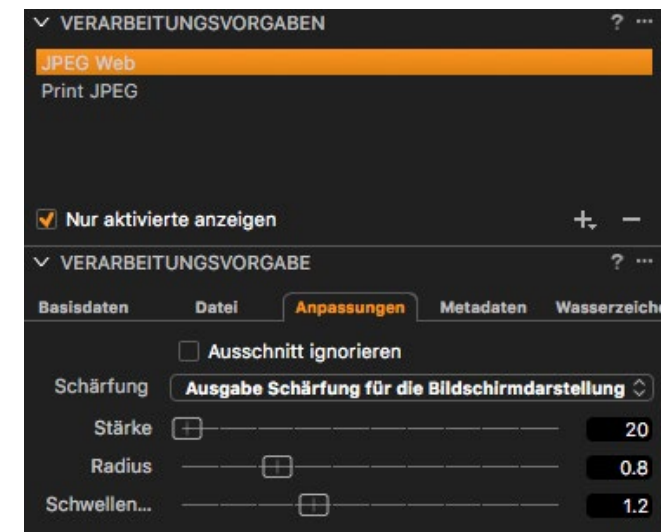 VERARBEITUNGSVORGABEN ? ...
JPEG Web
Print JPEG
Nur aktivierte anzeigen
VERARBEITUNGSVORGABE ? ...
Basisdaten Datei Anpassungen Metadaten Wasserzeiche
Ausschnitt ignorieren
Schärfung Ausgabe Schärfung für die Bildschirmdarstellung
Stärke 20
Radius 0.8
Schwellen... 1.2